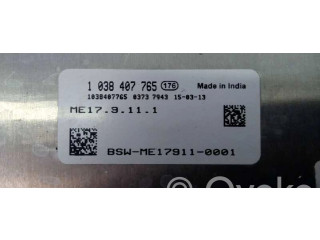 1 038 407 765 176 Made in India
1038407765 0373 7943 15-03-13
ME17.9.11.1
BSW-ME17911-0001